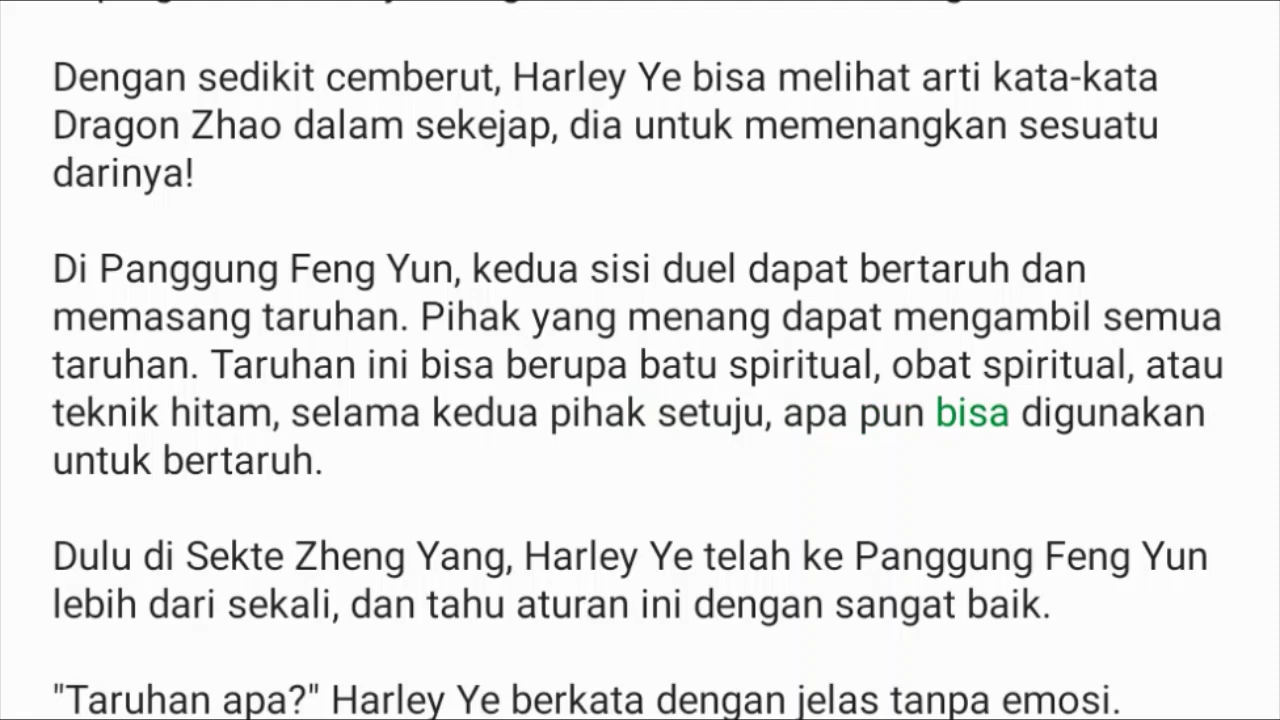 Dengan sedikit cemberut, Harley Ye bisa melihat arti kata-kata
Dragon Zhao dalam sekejap, dia untuk memenangkan sesuatu
darinya!
Di Panggung Feng Yun, kedua sisi duel dapat bertaruh dan
memasang taruhan. Pihak yang menang dapat mengambil semua
taruhan. Taruhan ini bisa berupa batu spiritual, obat spiritual, atau
teknik hitam, selama kedua pihak setuju, apa pun bisa digunakan
untuk bertaruh.
Dulu di Sekte Zheng Yang, Harley Ye telah ke Panggung Feng Yun
lebih dari sekali, dan tahu aturan ini dengan sangat baik.
"Taruhan apa?" Harley Ye berkata dengan jelas tanpa emosi.